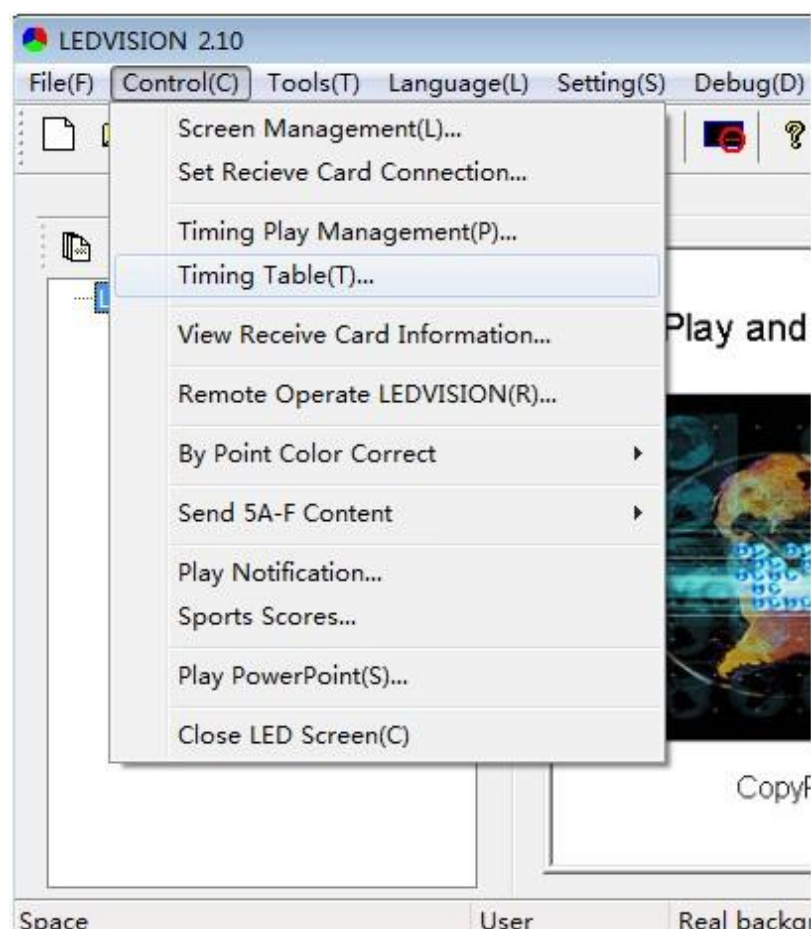 LEDVISION 2.10
File(F) Control(C) Tools(T) Language(L) Setting(S) Debug(D)
Screen Management(L)...
Set Recieve Card Connection...
Timing Play Management(P)...
Timing Table(T)...
View Receive Card Information...
Play and
Remote Operate LEDVISION(R)...
By Point Color Correct
Send 5A-F Content
Play Notification...
Sports Scores...
Play PowerPoint(S)...
Close LED Screen(C)
Space User Real